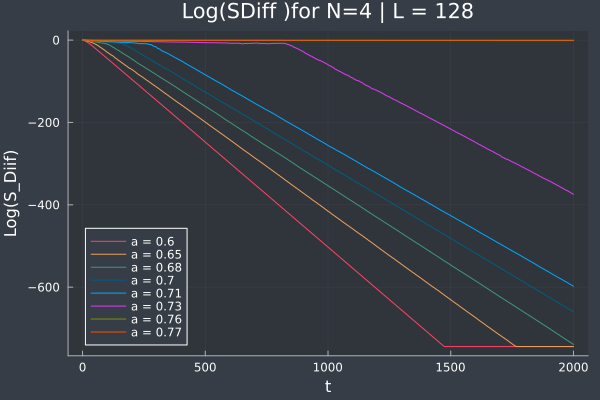 Log(SDiff )for N=4 | L = 128
Log(S_Diif)
0
−200
−400
−600
a = 0.6
a = 0.65
a = 0.68
a = 0.7
a = 0.71
a = 0.73
a = 0.76
a = 0.77
0 500 1000 1500 2000
t